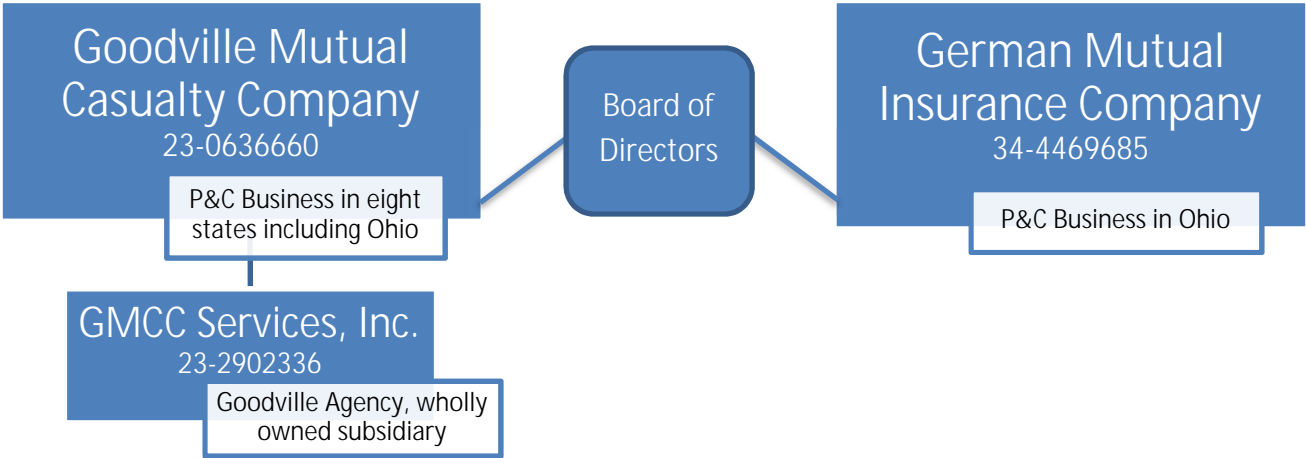 Goodville Mutual
Casualty Company
23-0636660
P&C Business in eight
states including Ohio
Board of
Directors
German Mutual
Insurance Company
34-4469685
P&C Business in Ohio
GMCC Services, Inc.
23-2902336
Goodville Agency, wholly
owned subsidiary